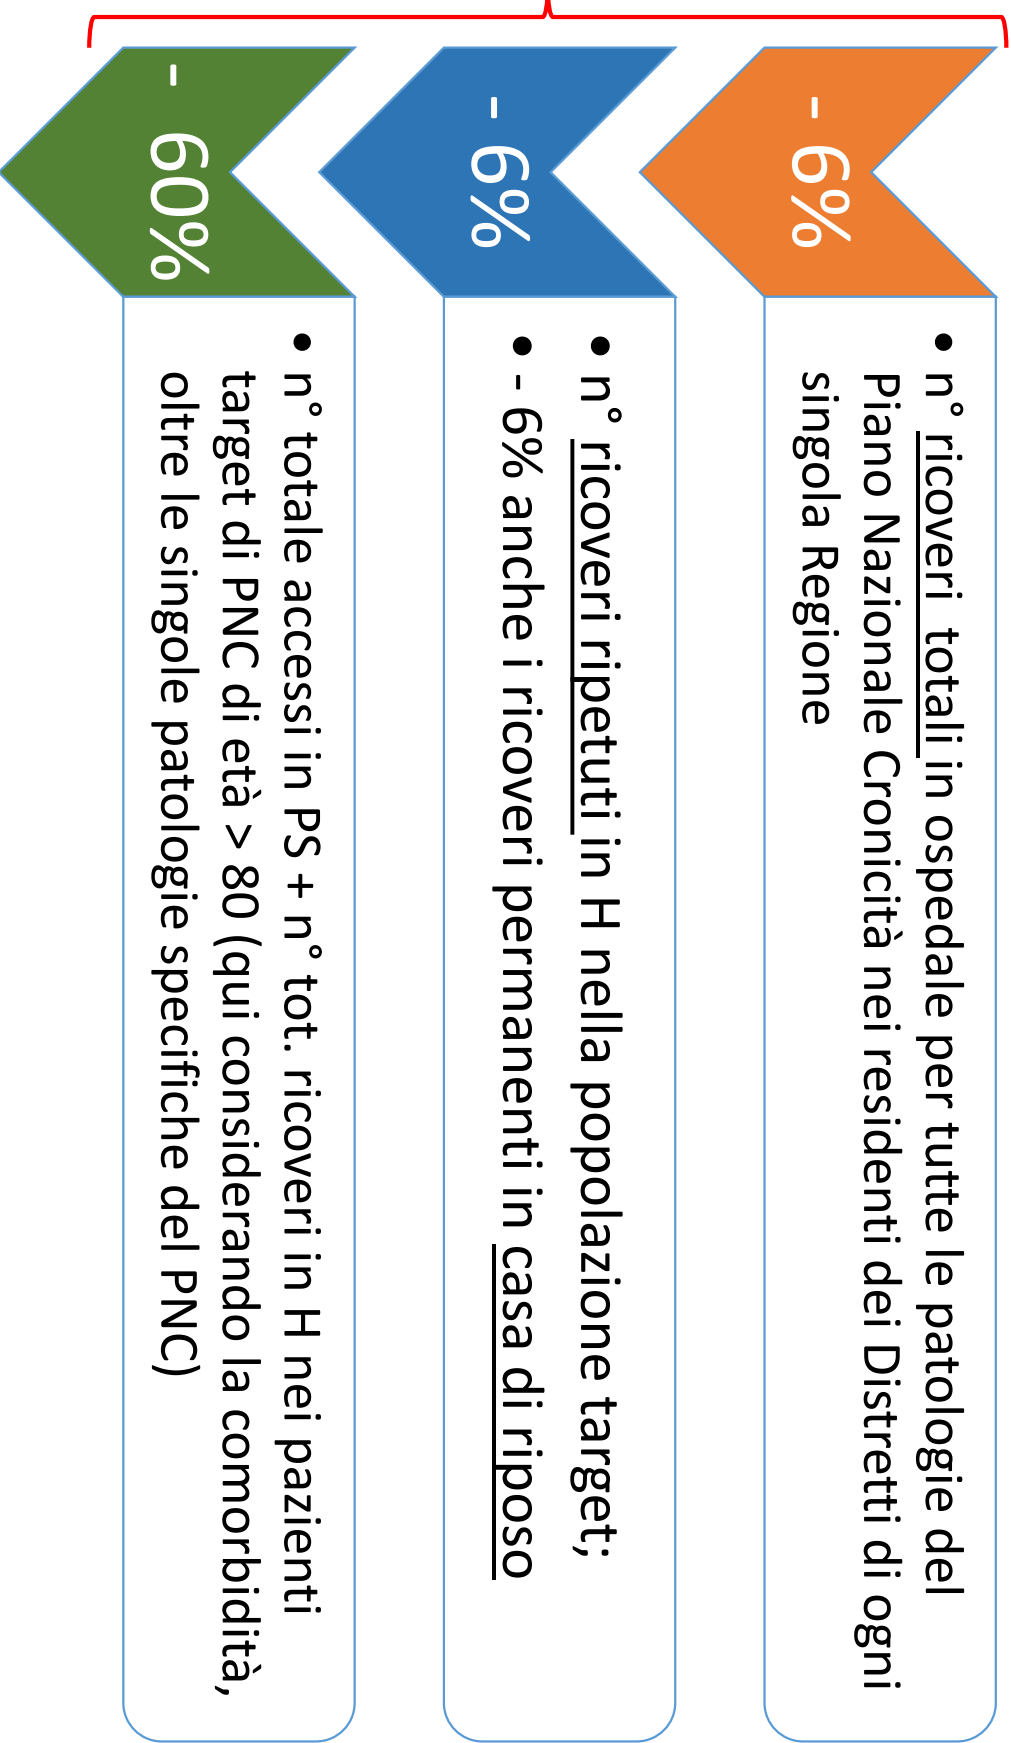 - 6%
• n° ricoveri totali in ospedale per tutte le patologie del
Piano Nazionale Cronicità nei residenti dei Distretti di ogni
singola Regione
- 6%
• n° ricoveri ripetuti in H nella popolazione target;
• - 6% anche i ricoveri permanenti in casa di riposo
- 60%
• n° totale accessi in PS + n° tot. ricoveri in H nei pazienti
target di PNC di età > 80 (qui considerando la comorbidità,
oltre le singole patologie specifiche del PNC)